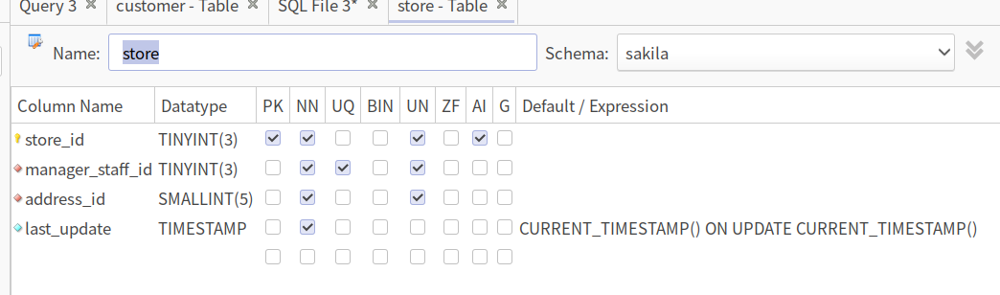 Query 3 customer - Table SQL File 3* store - Table
Name: store Schema: sakila
Column Name Datatype PK NN UQ BIN UN ZF AI G Default / Expression
store_id TINYINT(3)
manager_staff_id TINYINT(3)
address_id SMALLINT(5)
last_update TIMESTAMP CURRENT_TIMESTAMP() ON UPDATE CURRENT_TIMESTAMP()